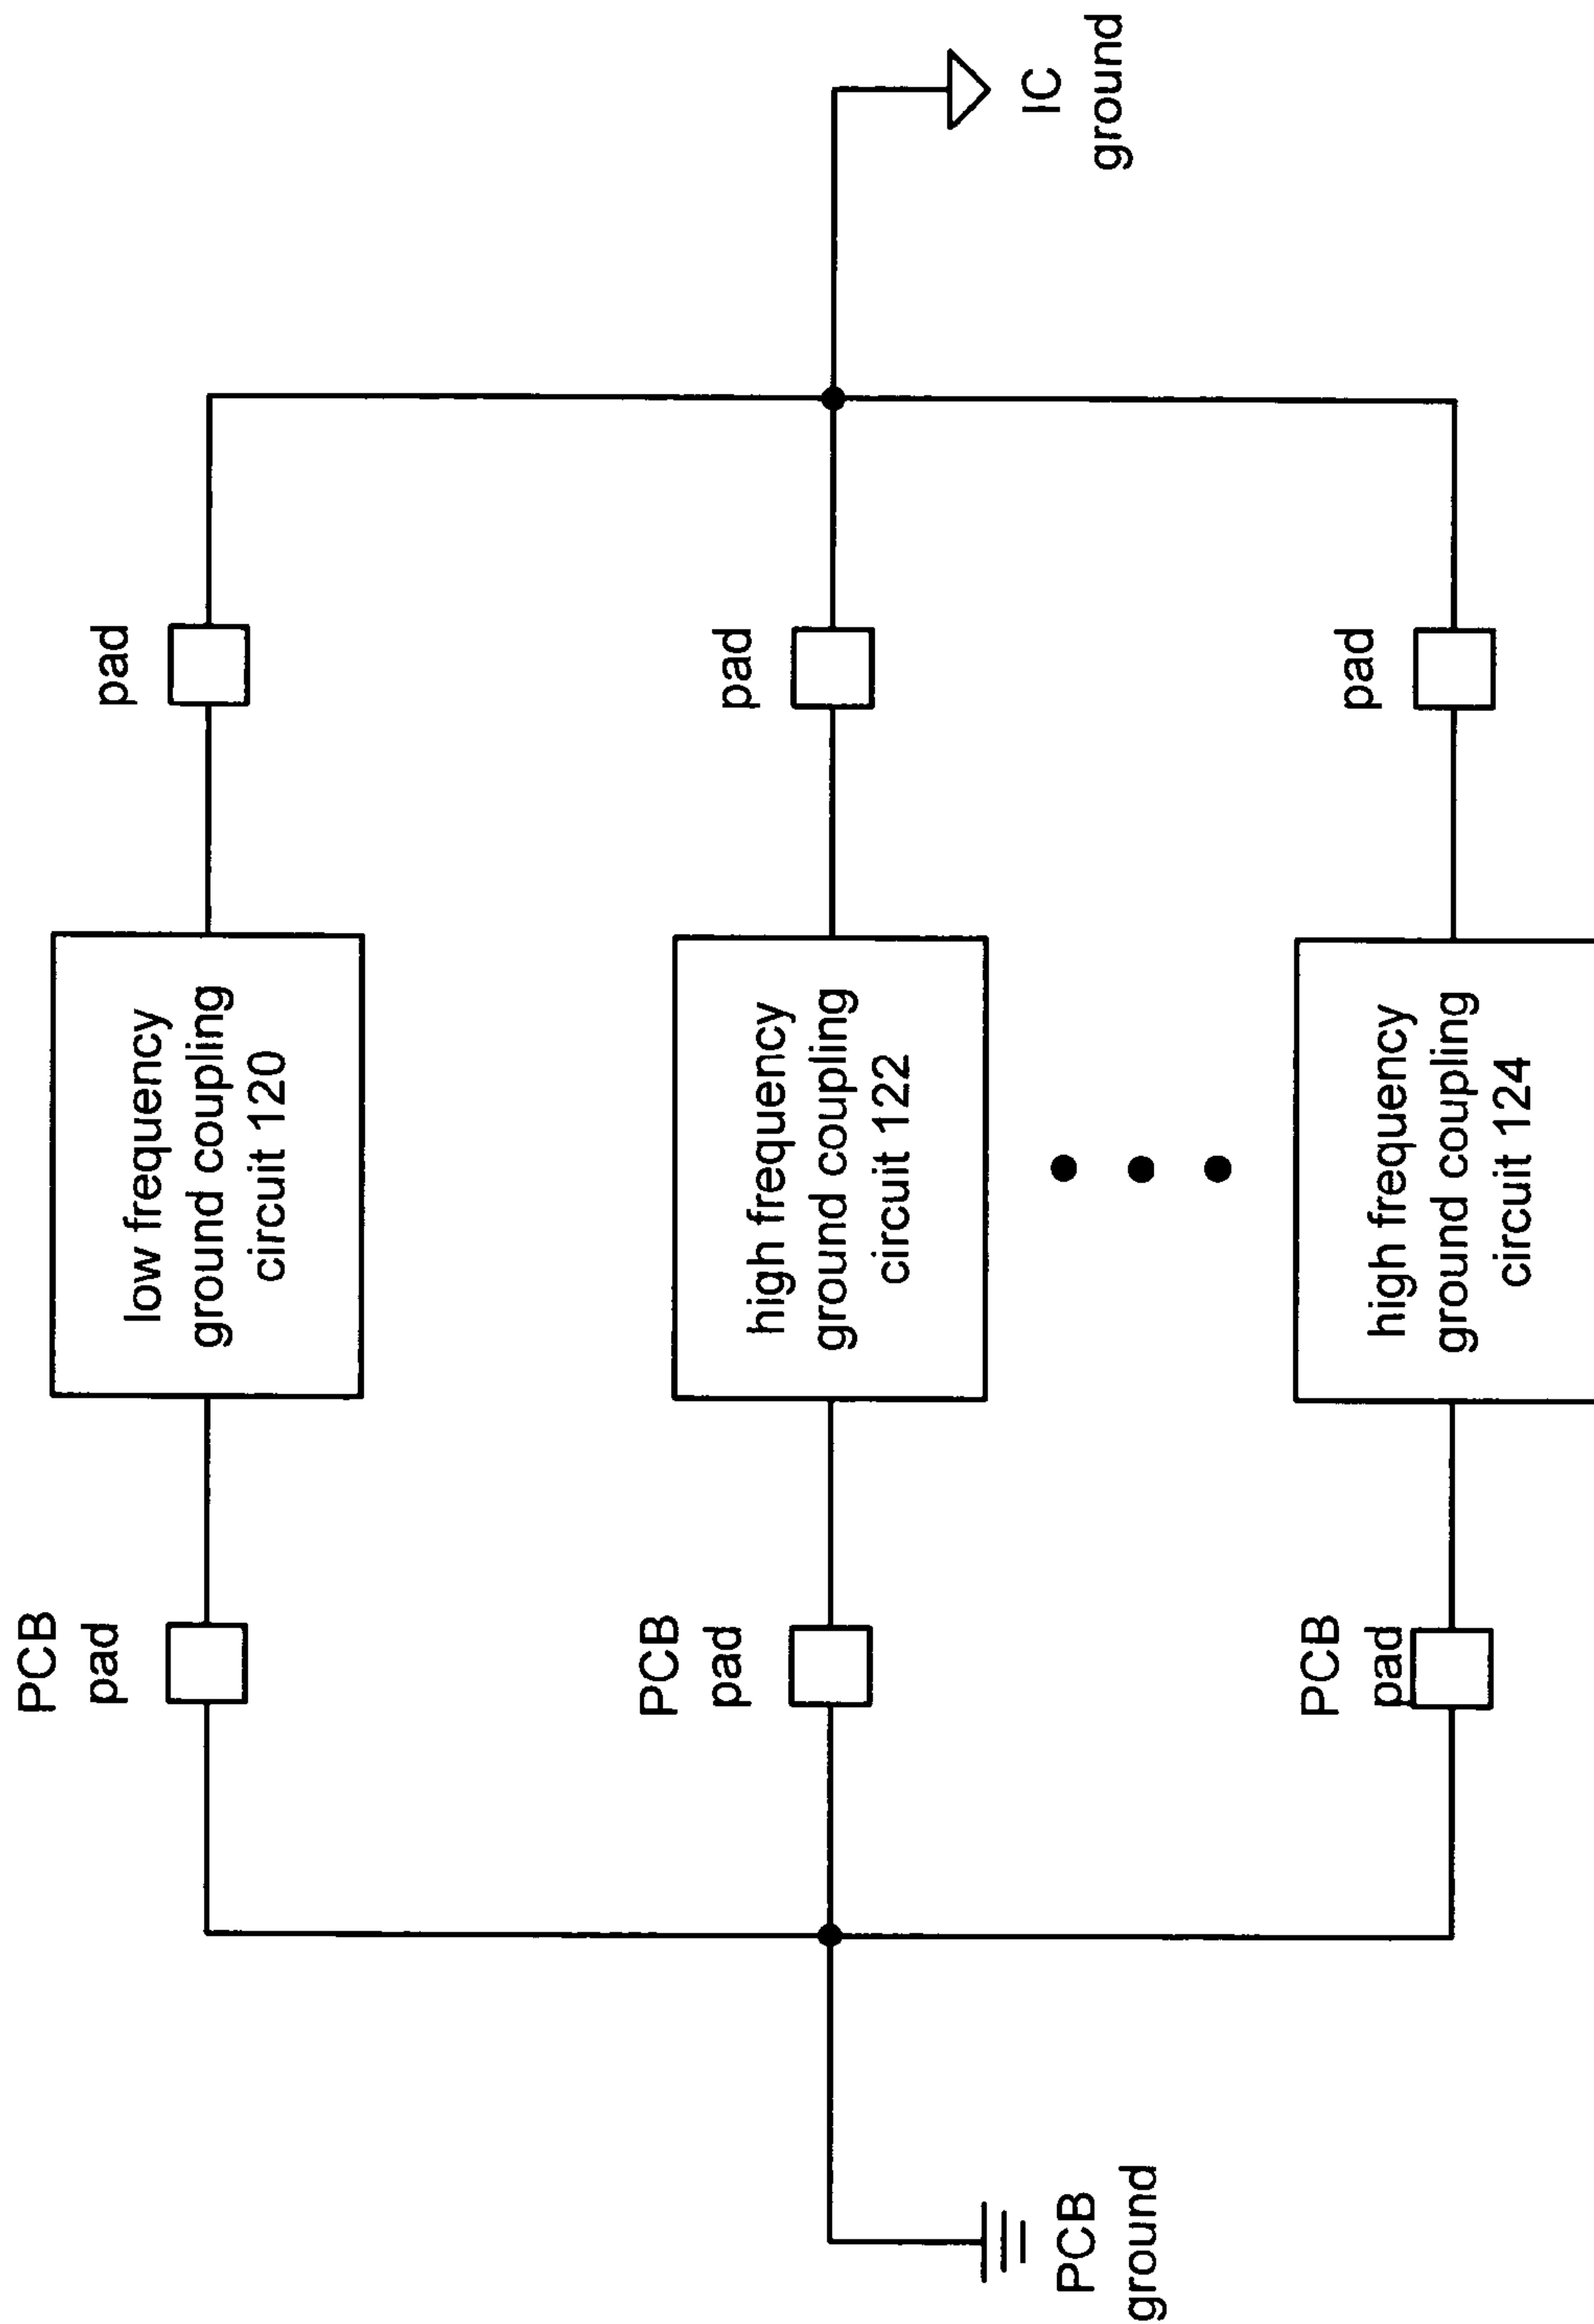 PCB
pad
low frequency
ground coupling
circuit 120
pad
PCB
pad
high frequency
ground coupling
circuit 122
pad
PCB
ground
IC
ground
PCB
pad
high frequency
ground coupling
circuit 124
pad